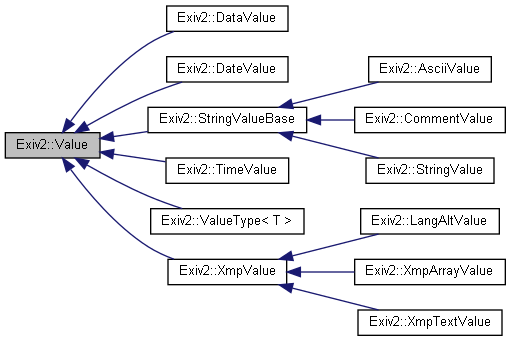 Exiv2::DataValue
Exiv2::DateValue
Exiv2::AsciiValue
Exiv2::StringValueBase
Exiv2::CommentValue
Exiv2::Value
Exiv2::TimeValue
Exiv2::StringValue
Exiv2::ValueType< T >
Exiv2::LangAltValue
Exiv2::XmpValue
Exiv2::XmpArrayValue
Exiv2::XmpTextValue